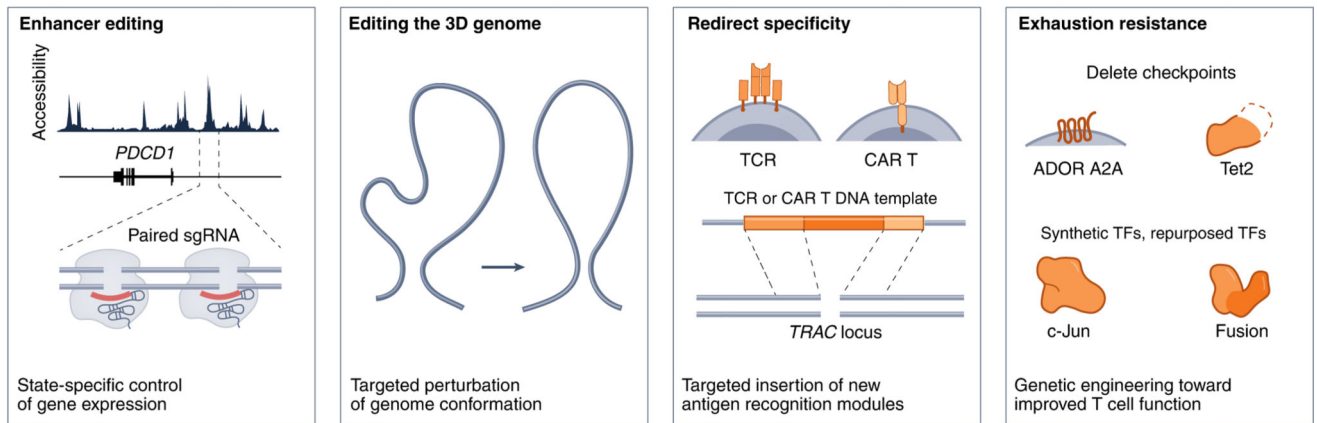 Enhancer editing
Accessibility
PDCD1
Paired sgRNA
State-specific control
of gene expression
Editing the 3D genome
Targeted perturbation
of genome conformation
Redirect specificity
TCR
CAR T
TCR or CAR T DNA template
TRAC locus
Targeted insertion of new
antigen recognition modules
Exhaustion resistance
Delete checkpoints
ADOR A2A
Tet2
Synthetic TFs, repurposed TFs
c-Jun
Fusion
Genetic engineering toward
improved T cell function